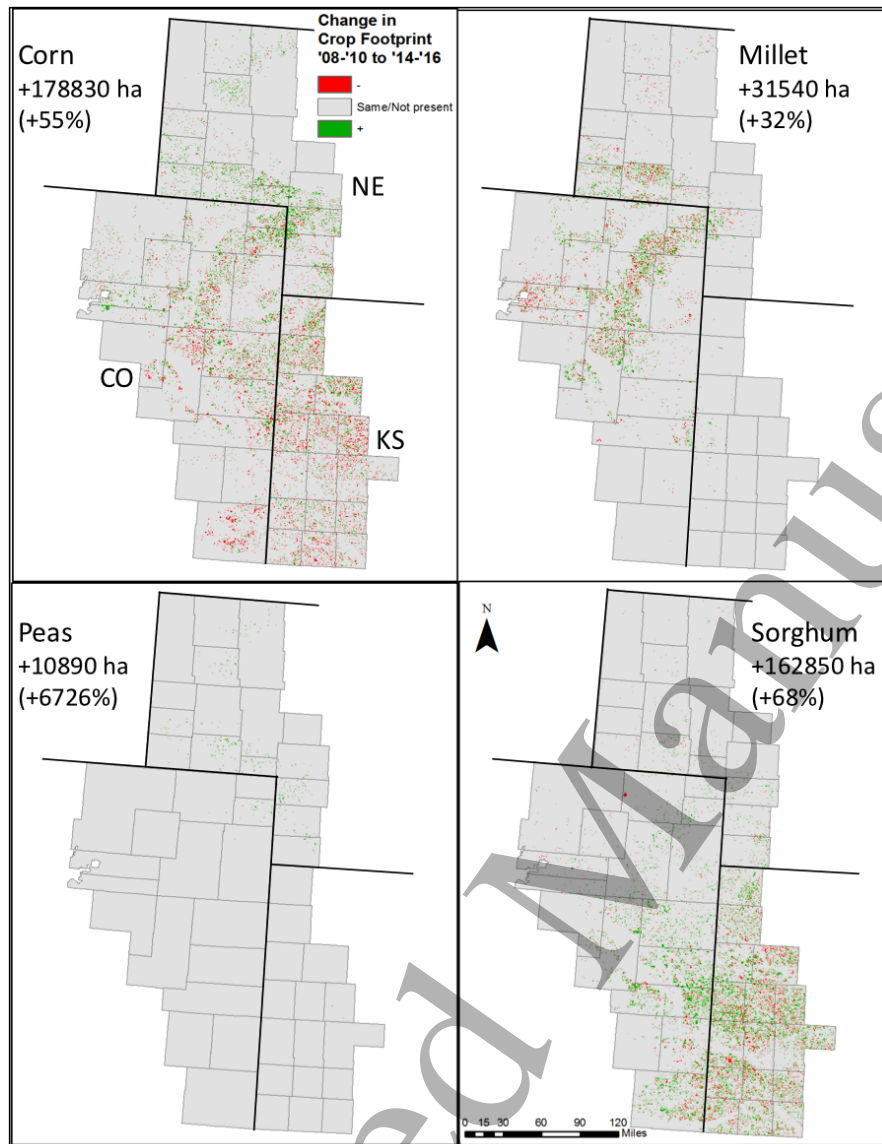 Corn
+178830 ha
(+55%)
Change in
Crop Footprint
'08-'10 to '14-'16
-
Same/Not present
+
NE
CO
KS
Millet
+31540 ha
(+32%)
Peas
+10890 ha
(+6726%)
N
Sorghum
+162850 ha
(+68%)
0 15 30 60 90 120
Miles
ed Manus